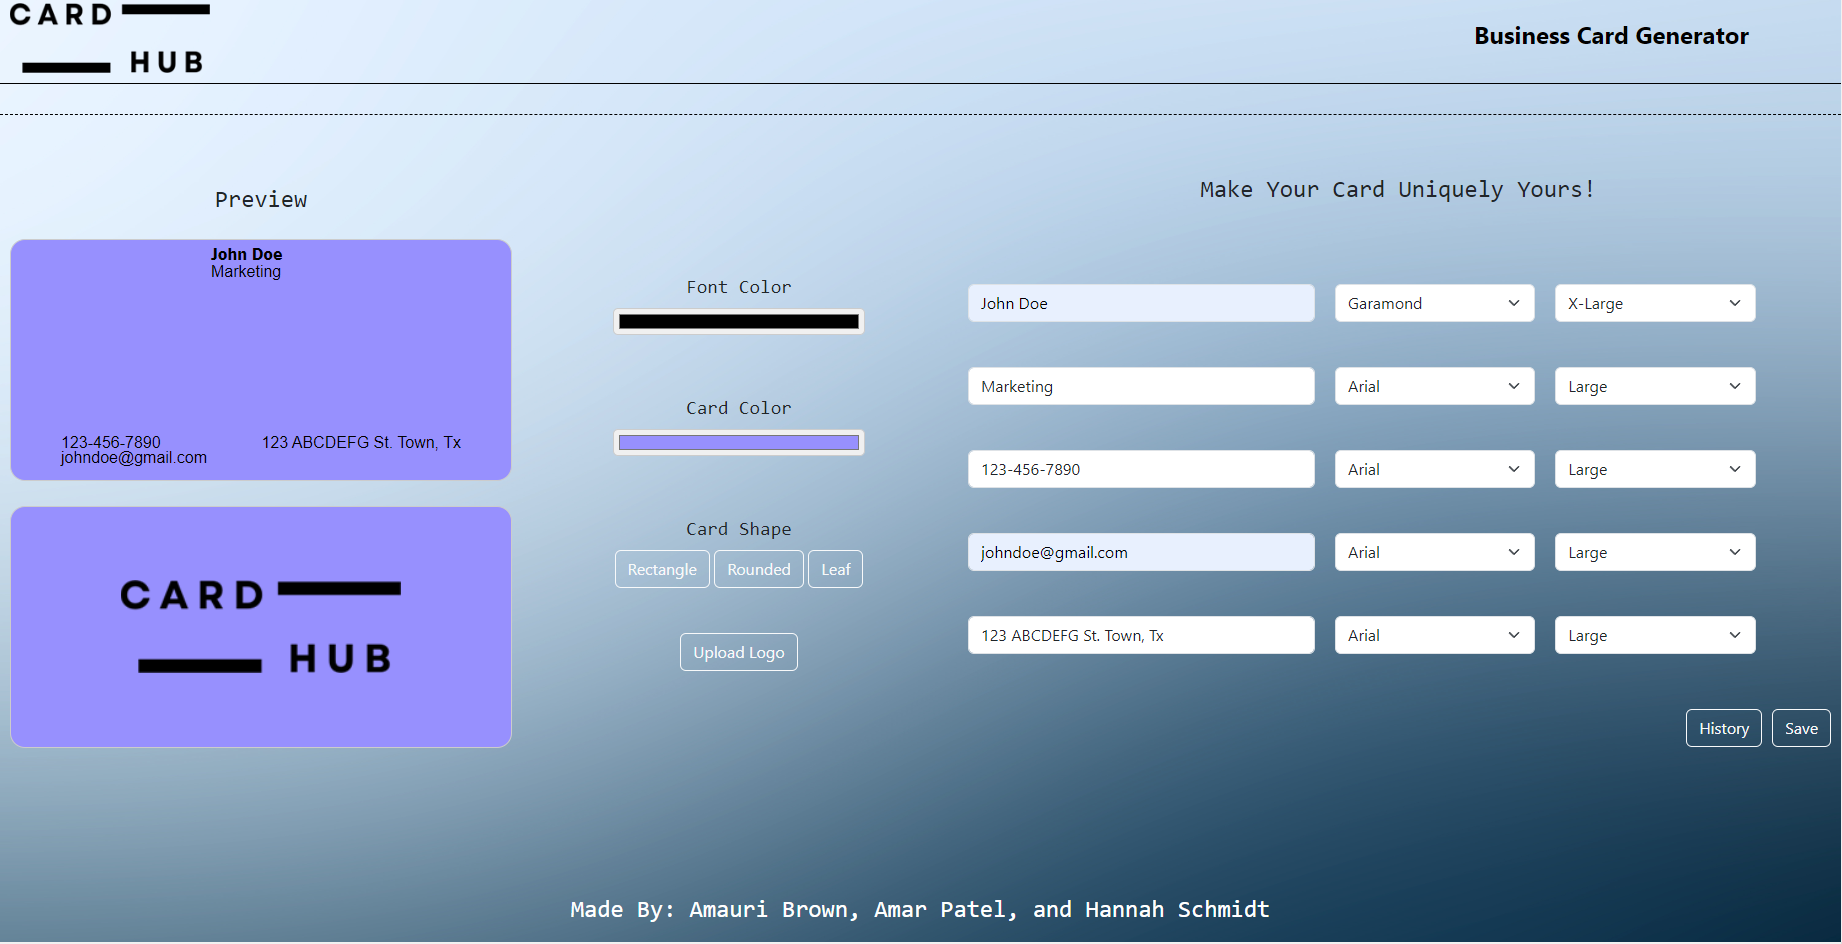 CARD
HUB
Business Card Generator
Preview
John Doe
Marketing
123-456-7890
johndoe@gmail.com
123 ABCDEFG St. Town, Tx
CARD
HUB
Font Color
Card Color
Card Shape
Rectangle Rounded Leaf
Upload Logo
Make Your Card Uniquely Yours!
John Doe Garamond X-Large
Marketing Arial Large
123-456-7890 Arial Large
johndoe@gmail.com Arial Large
123 ABCDEFG St. Town, Tx Arial Large
History Save
Made By: Amauri Brown, Amar Patel, and Hannah Schmidt